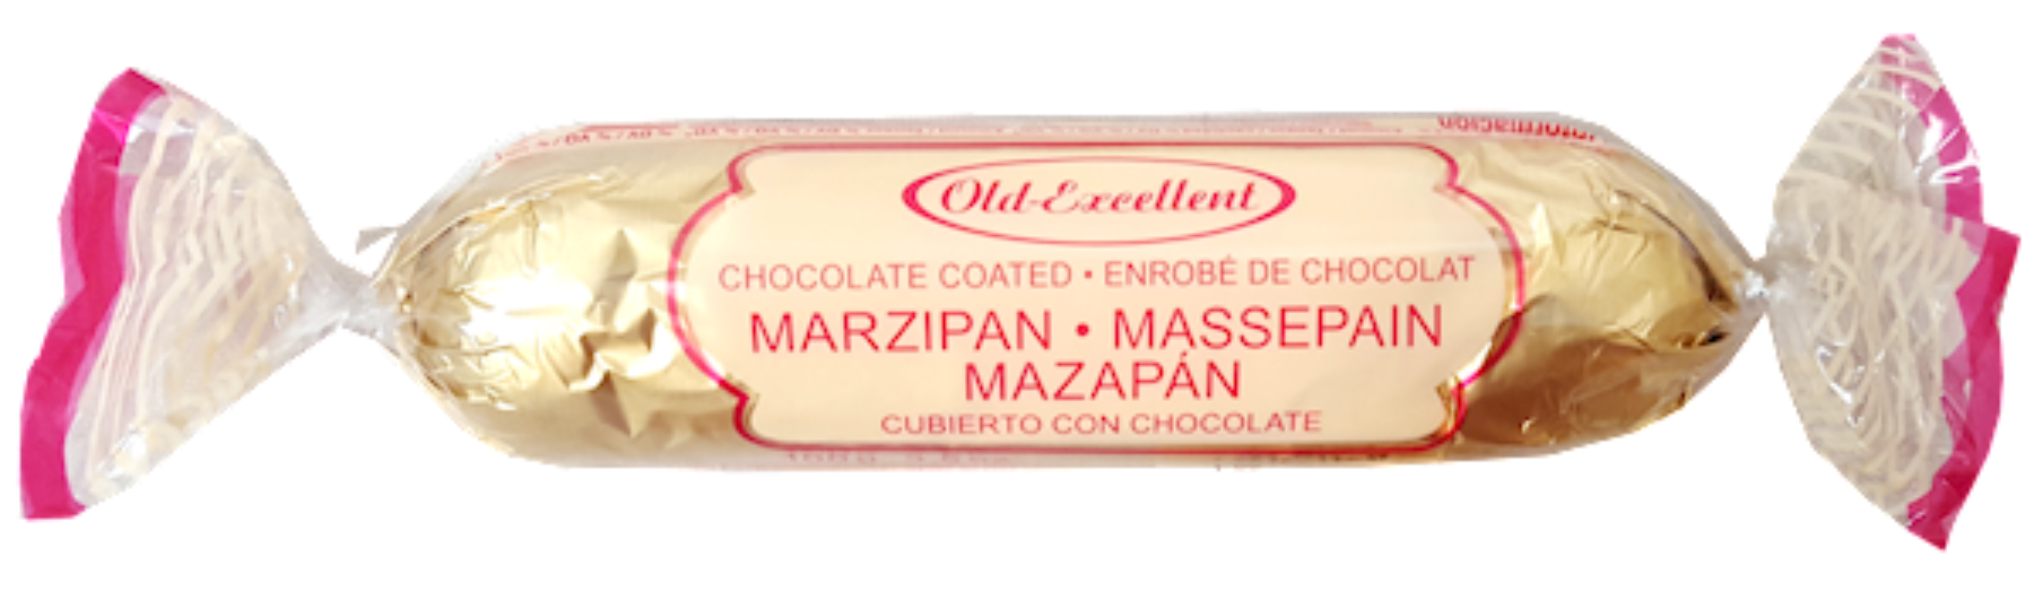 Old-Excellent
CHOCOLATE COATED • ENROBÉ DE CHOCOLAT
MARZIPAN • MASSEPAIN
MAZAPÁN
CUBIERTO CON CHOCOLATE